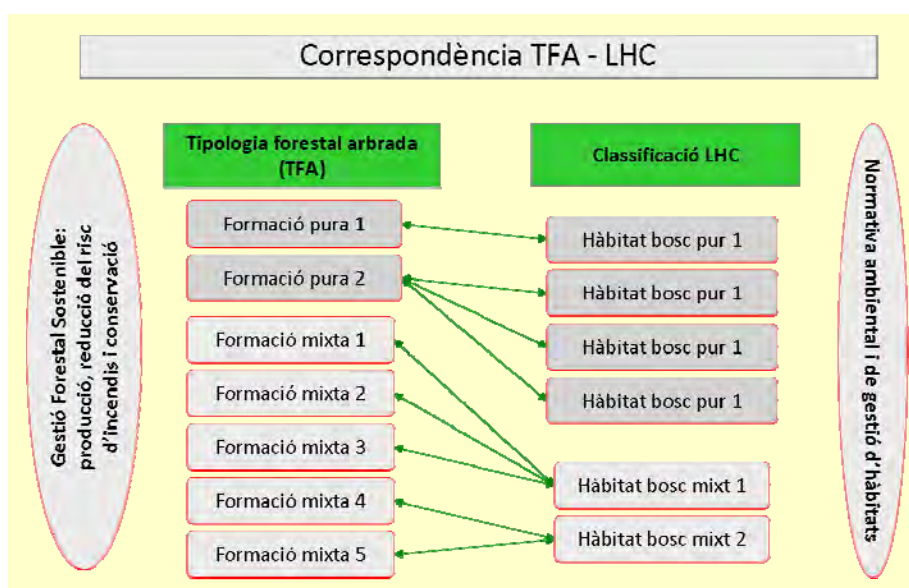 Correspondència TFA - LHC
Gestió Forestal Sostenible:
producció, reducció del risc
d'incendis i conservació
Tipologia forestal arbrada
(TFA)
Formació pura 1
Formació pura 2
Formació mixta 1
Formació mixta 2
Formació mixta 3
Formació mixta 4
Formació mixta 5
Classificació LHC
Hàbitat bosc pur 1
Hàbitat bosc pur 1
Hàbitat bosc pur 1
Hàbitat bosc pur 1
Hàbitat bosc mixt 1
Hàbitat bosc mixt 2
Normativa ambiental i de gestió d'hàbitats